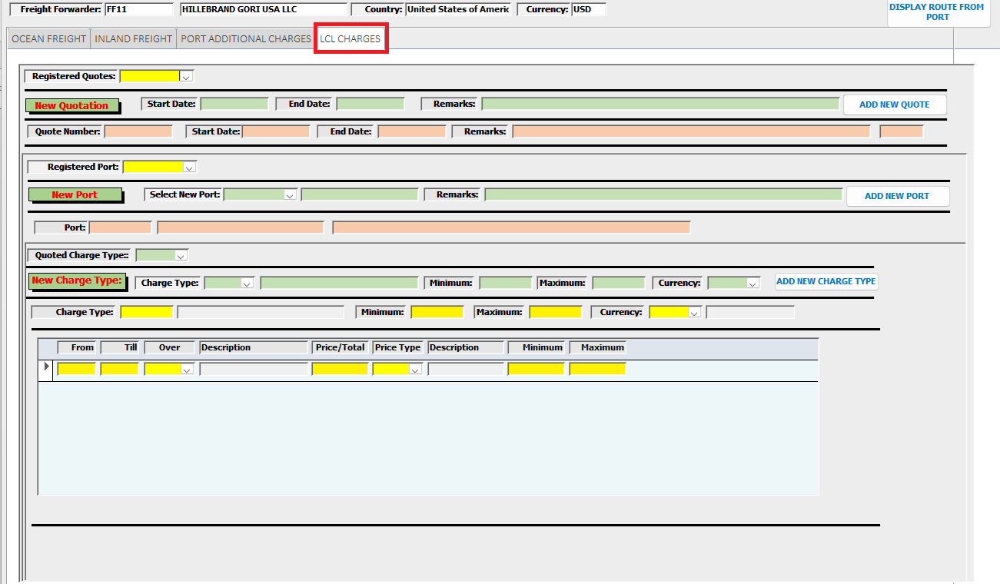 Freight Forwarder: FF11 HILLEBRAND GORI USA LLC Country: United States of Americ Currency: USD DISPLAY ROUTE FROM
PORT
OCEAN FREIGHT INLAND FREIGHT PORT ADDITIONAL CHARGES LCL CHARGES
Registered Quotes:
New Quotation Start Date: End Date: Remarks: ADD NEW QUOTE
Quote Number: Start Date: End Date: Remarks:
Registered Port:
New Port Select New Port: Remarks: ADD NEW PORT
Port:
Quoted Charge Type::
New Charge Type: Charge Type: Minimum: Maximum: Currency: ADD NEW CHARGE TYPE
Charge Type: Minimum: Maximum: Currency:
From Till Over Description Price/Total Price Type Description Minimum Maximum